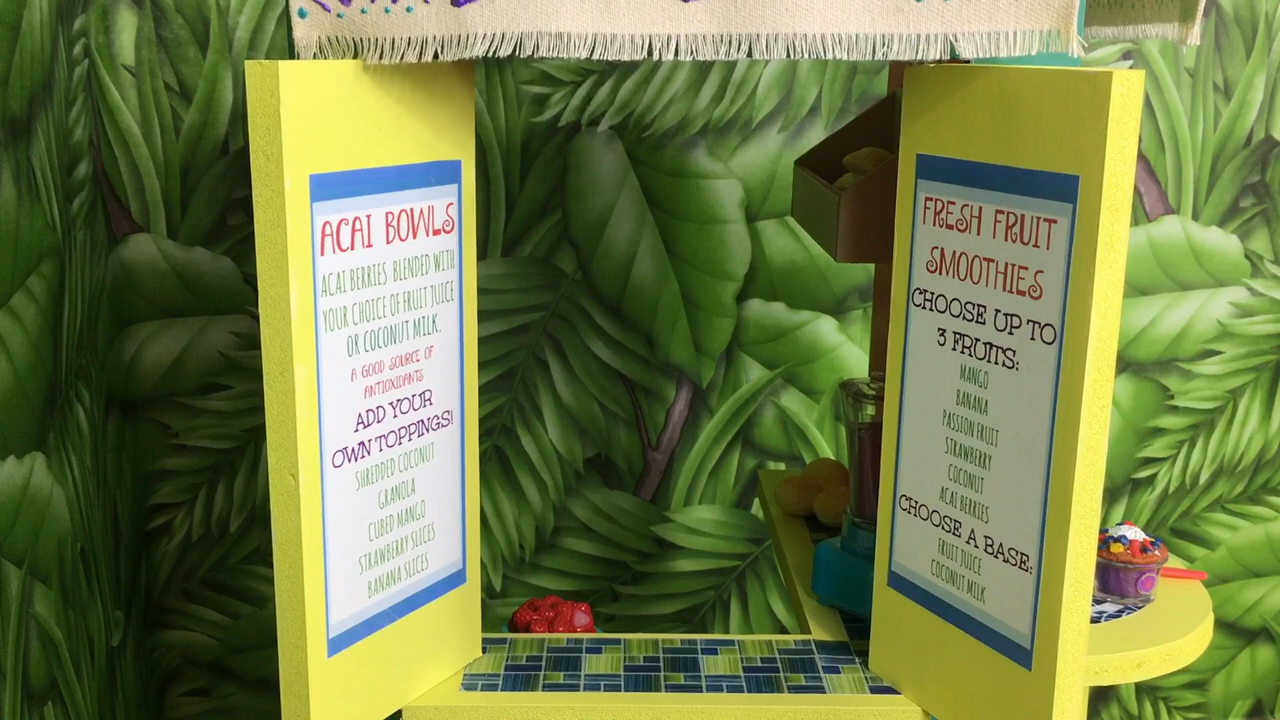 ACAI BOWLS
ACAI BERRIES BLENDED WITH
YOUR CHOICE OF FRUIT JUICE
OR COCONUT MILK.
A GOOD SOURCE OF
ANTIOXIDANTS
ADD YOUR
OWN TOPPINGS!
SHREDDED COCONUT
GRANOLA
CUBED MANGO
STRAWBERRY SLICES
BANANA SLICES
FRESH FRUIT
SMOOTHIES
CHOOSE UP TO
3 FRUITS:
MANGO
BANANA
PASSION FRUIT
STRAWBERRY
COCONUT
ACAI BERRIES
CHOOSE A BASE:
FRUIT JUICE
COCONUT MILK